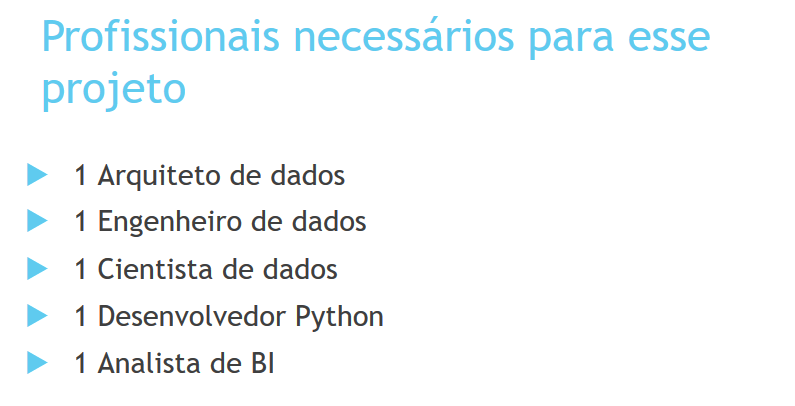 Profissionais necessários para esse
projeto
1 Arquiteto de dados
1 Engenheiro de dados
1 Cientista de dados
1 Desenvolvedor Python
1 Analista de BI